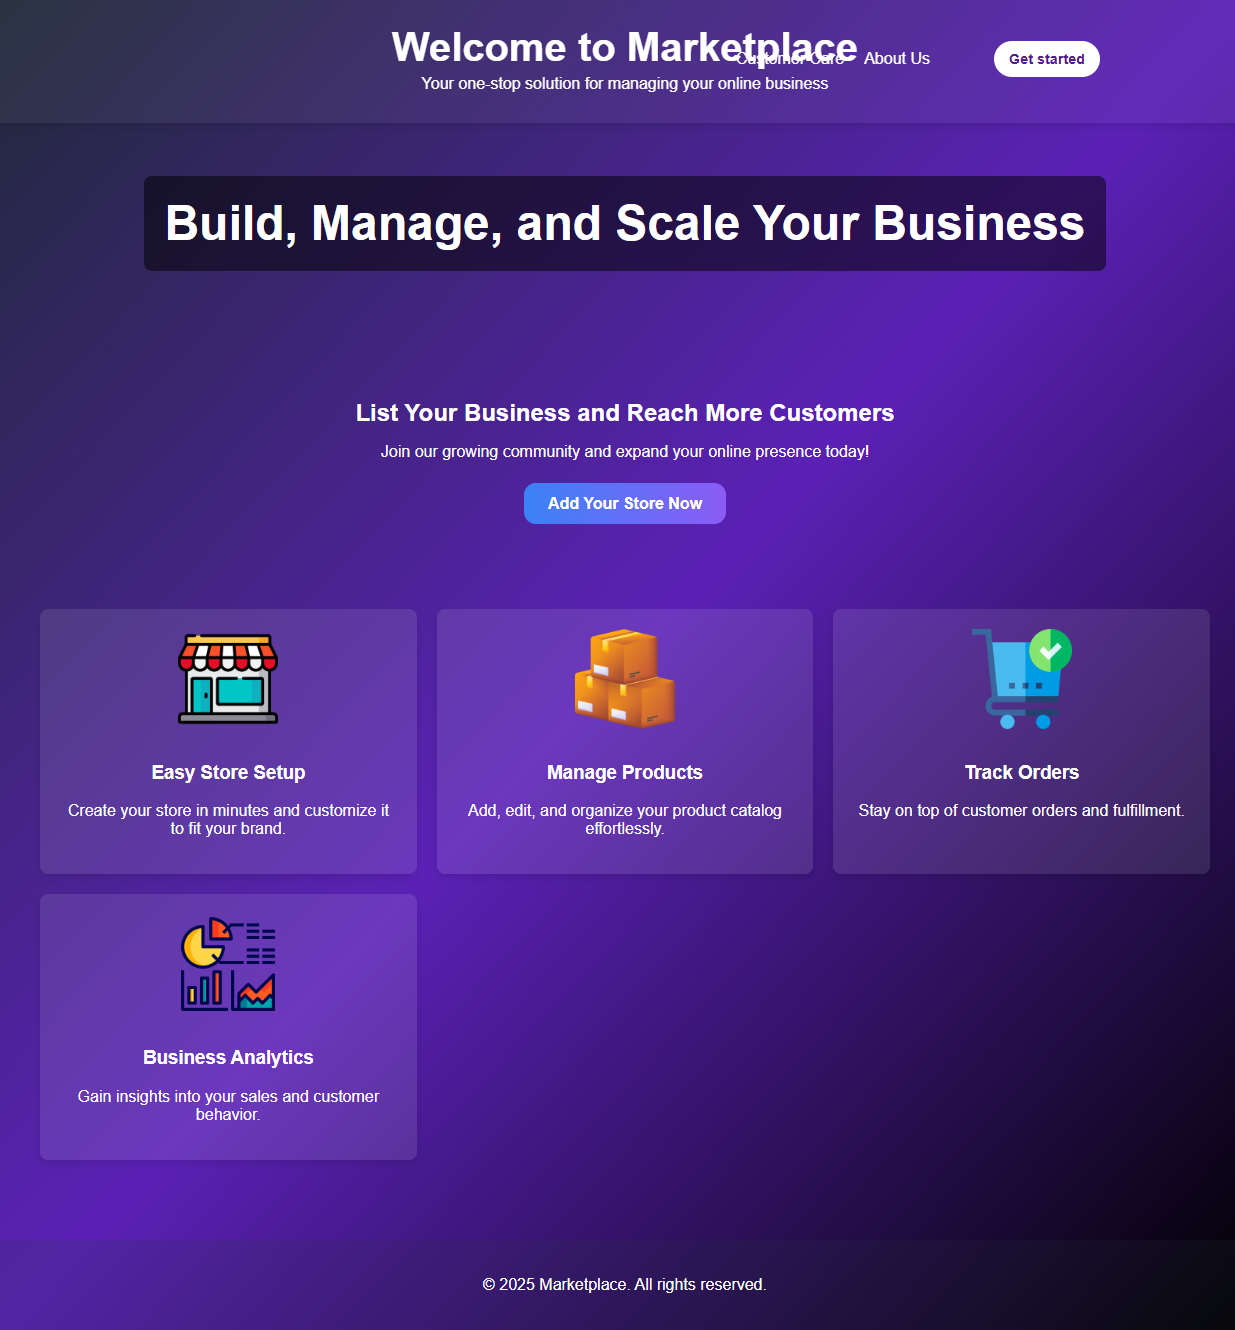 Welcome to Marketplace
Your one-stop solution for managing your online business
Customer Care
About Us
Get started
Build, Manage, and Scale Your Business
List Your Business and Reach More Customers
Join our growing community and expand your online presence today!
Add Your Store Now
Easy Store Setup
Create your store in minutes and customize it
to fit your brand.
Manage Products
Add, edit, and organize your product catalog
effortlessly.
Track Orders
Stay on top of customer orders and fulfillment.
Business Analytics
Gain insights into your sales and customer
behavior.
© 2025 Marketplace. All rights reserved.